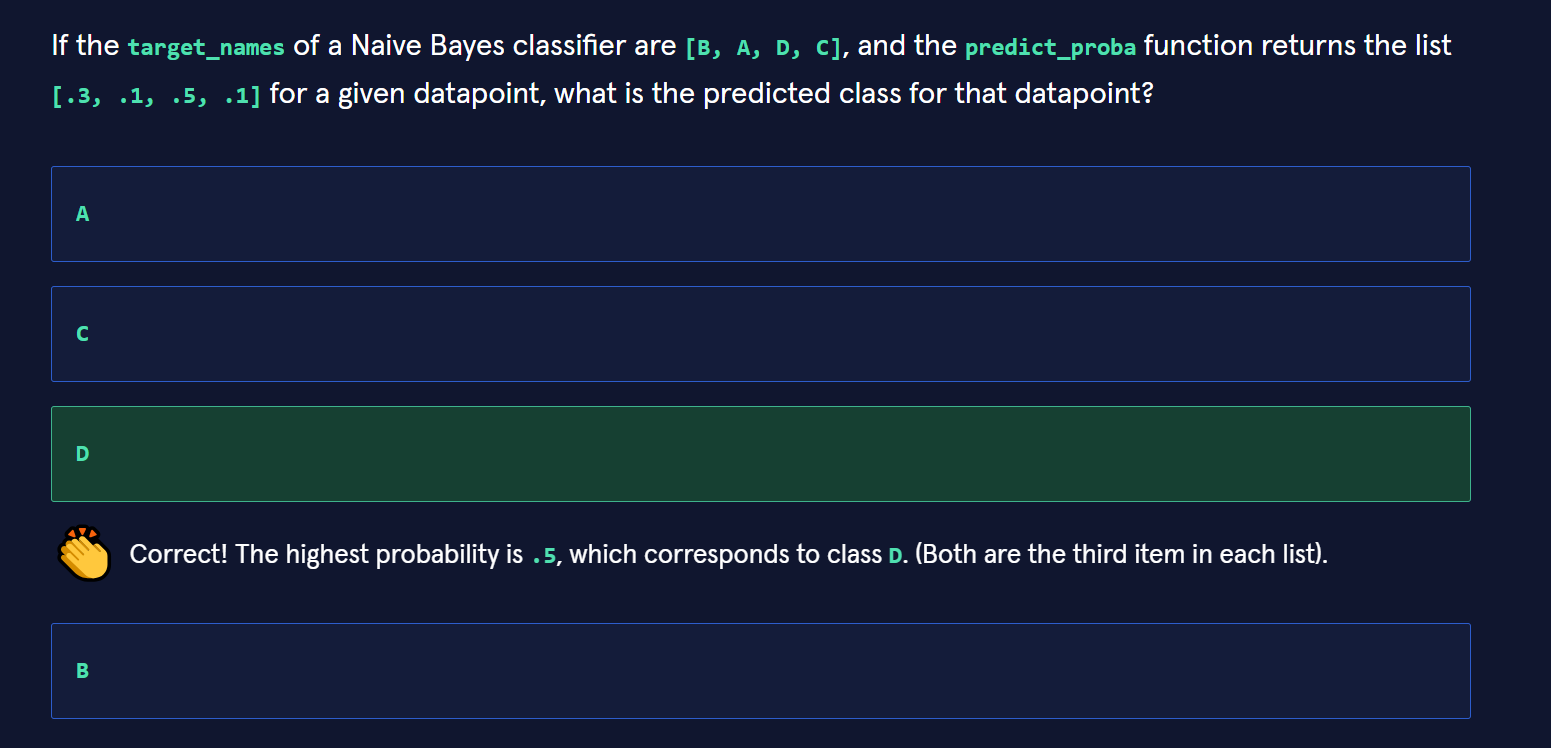 If the target_names of a Naive Bayes classifier are [B, A, D, C], and the predict_proba function returns the list
[.3, .1, .5, .1] for a given datapoint, what is the predicted class for that datapoint?
A
C
D
Correct! The highest probability is .5, which corresponds to class D. (Both are the third item in each list).
B